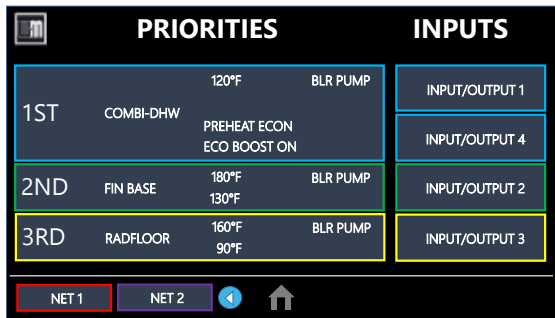 PRIORITIES INPUTS
120°F BLR PUMP INPUT/OUTPUT 1
1ST COMBI-DHW
PREHEAT ECON
ECO BOOST ON INPUT/OUTPUT 4
2ND FIN BASE 180°F BLR PUMP INPUT/OUTPUT 2
130°F
3RD RADFLOOR 160°F BLR PUMP INPUT/OUTPUT 3
90°F
NET 1 NET 2